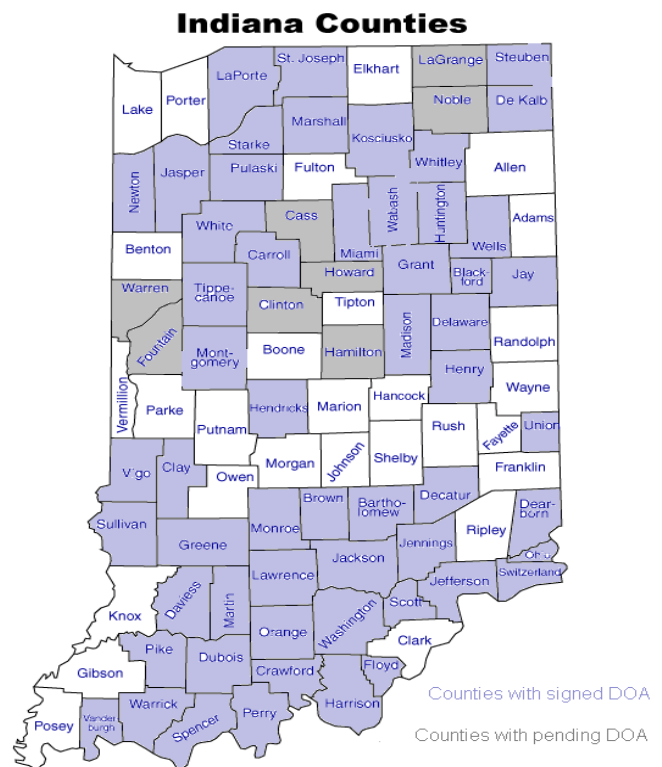 Indiana Counties
St. Joseph
LaGrange
Steuben
Elkhart
LaPorte
Porter
Lake
Noble
De Kalb
Marshall
Kosciusko
Starke
Whitley
Allen
Fulton
Pulaski
Jasper
Newton
Wabash
Huntington
Cass
White
Adams
Wells
Miami
Benton
Carroll
Grant
Howard
Black-
ford
Jay
Warren
Tippe-
canoe
Clinton
Tipton
Madison
Delaware
Randolph
Fountain
Mont-
gomery
Boone
Hamilton
Henry
Wayne
Vermillion
Parke
Putnam
Hendricks
Marion
Hancock
Rush
Fayette
Union
Shelby
Johnson
Morgan
Franklin
V'go
Clay
Owen
Decatur
Brown
Bartho-
lomew
Dear-
born
Sullivan
Monroe
Ripley
Greene
Jennings
Jackson
Lawrence
Switzerland
Jefferson
Daviess
Martin
Scott
Washington
Knox
Orange
Clark
Pike
Dubois
Gibson
Crawford
Floyd
Harrison
Warrick
Perry
Spencer
Vander
burgh
Posey
Counties with signed DOA
Counties with pending DOA